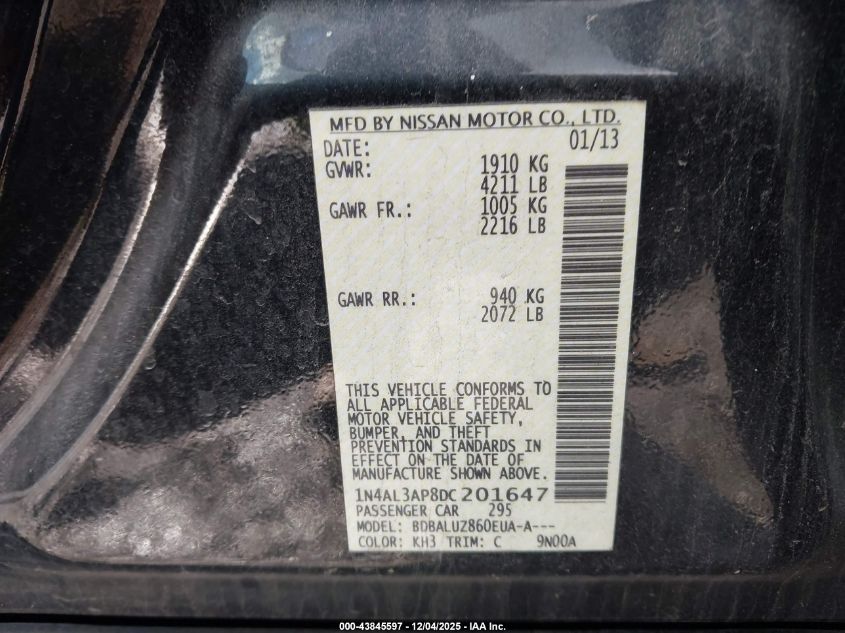 MFD BY NISSAN MOTOR CO., LTD.
DATE: 01/13
GVWR: 1910 KG
4211 LB
GAWR FR.: 1005 KG
2216 LB
GAWR RR.: 940 KG
2072 LB
THIS VEHICLE CONFORMS TO
ALL APPLICABLE FEDERAL
MOTOR VEHICLE SAFETY,
BUMPER, AND THEFT
PREVENTION STANDARDS IN
EFFECT ON THE DATE OF
MANUFACTURE SHOWN ABOVE.
1N4AL3AP8DC201647
PASSENGER CAR 295
MODEL: BDBALUZ860EUA-A---
COLOR: KH3 TRIM: C 9N00A
000-43845597 - 12/04/2025 - IAA Inc.